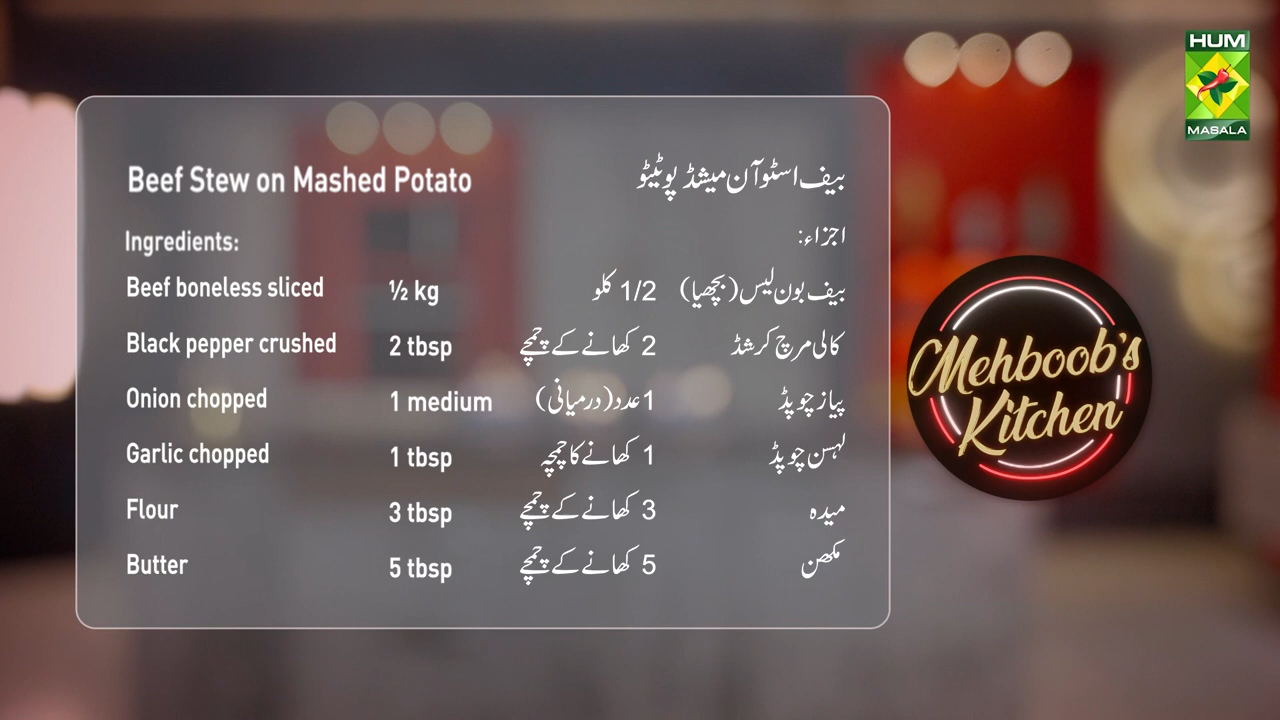 HUM
MASALA
Beef Stew on Mashed Potato بیف اسٹو آن میشڈ پوٹیٹو
Ingredients: اجزاء:
Beef boneless sliced ½ kg بیف بون لیس (بچھیا) 1/2 کلو
Black pepper crushed 2 tbsp کالی مرچ کرشڈ 2 کھانے کے چمچے
Onion chopped 1 medium پیاز چوپڈ 1 عدد (درمیانی)
Garlic chopped 1 tbsp لہسن چوپڈ 1 کھانے کا چمچہ
Flour 3 tbsp میدہ 3 کھانے کے چمچے
Butter 5 tbsp مکھن 5 کھانے کے چمچے
Mehboob's
Kitchen